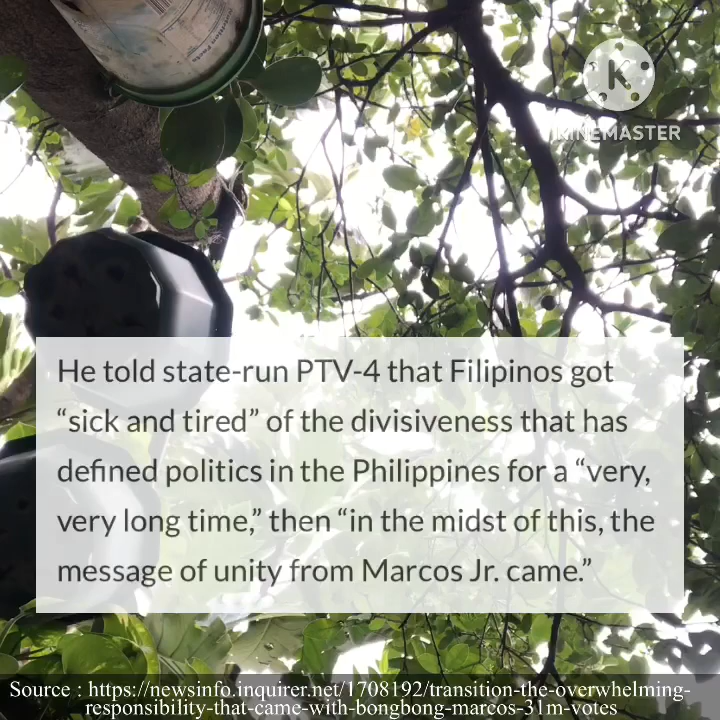 K
KINEMASTER
He told state-run PTV-4 that Filipinos got
“sick and tired” of the divisiveness that has
defined politics in the Philippines for a “very,
very long time,” then “in the midst of this, the
message of unity from Marcos Jr. came.”
Source : https://newsinfo.inquirer.net/1708192/transition-the-overwhelming-
responsibility-that-came-with-bongbong-marcos-31m-votes